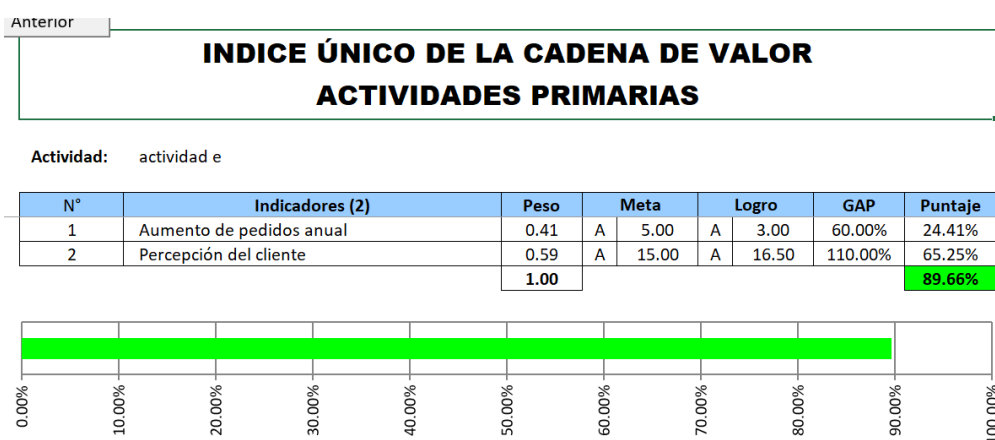 Anterior
INDICE ÚNICO DE LA CADENA DE VALOR
ACTIVIDADES PRIMARIAS
Actividad: actividad e
N° Indicadores (2) Peso Meta Logro GAP Puntaje
1 Aumento de pedidos anual 0.41 A 5.00 A 3.00 60.00% 24.41%
2 Percepción del cliente 0.59 A 15.00 A 16.50 110.00% 65.25%
1.00 89.66%
0.00% 10.00% 20.00% 30.00% 40.00% 50.00% 60.00% 70.00% 80.00% 90.00% 100.00%